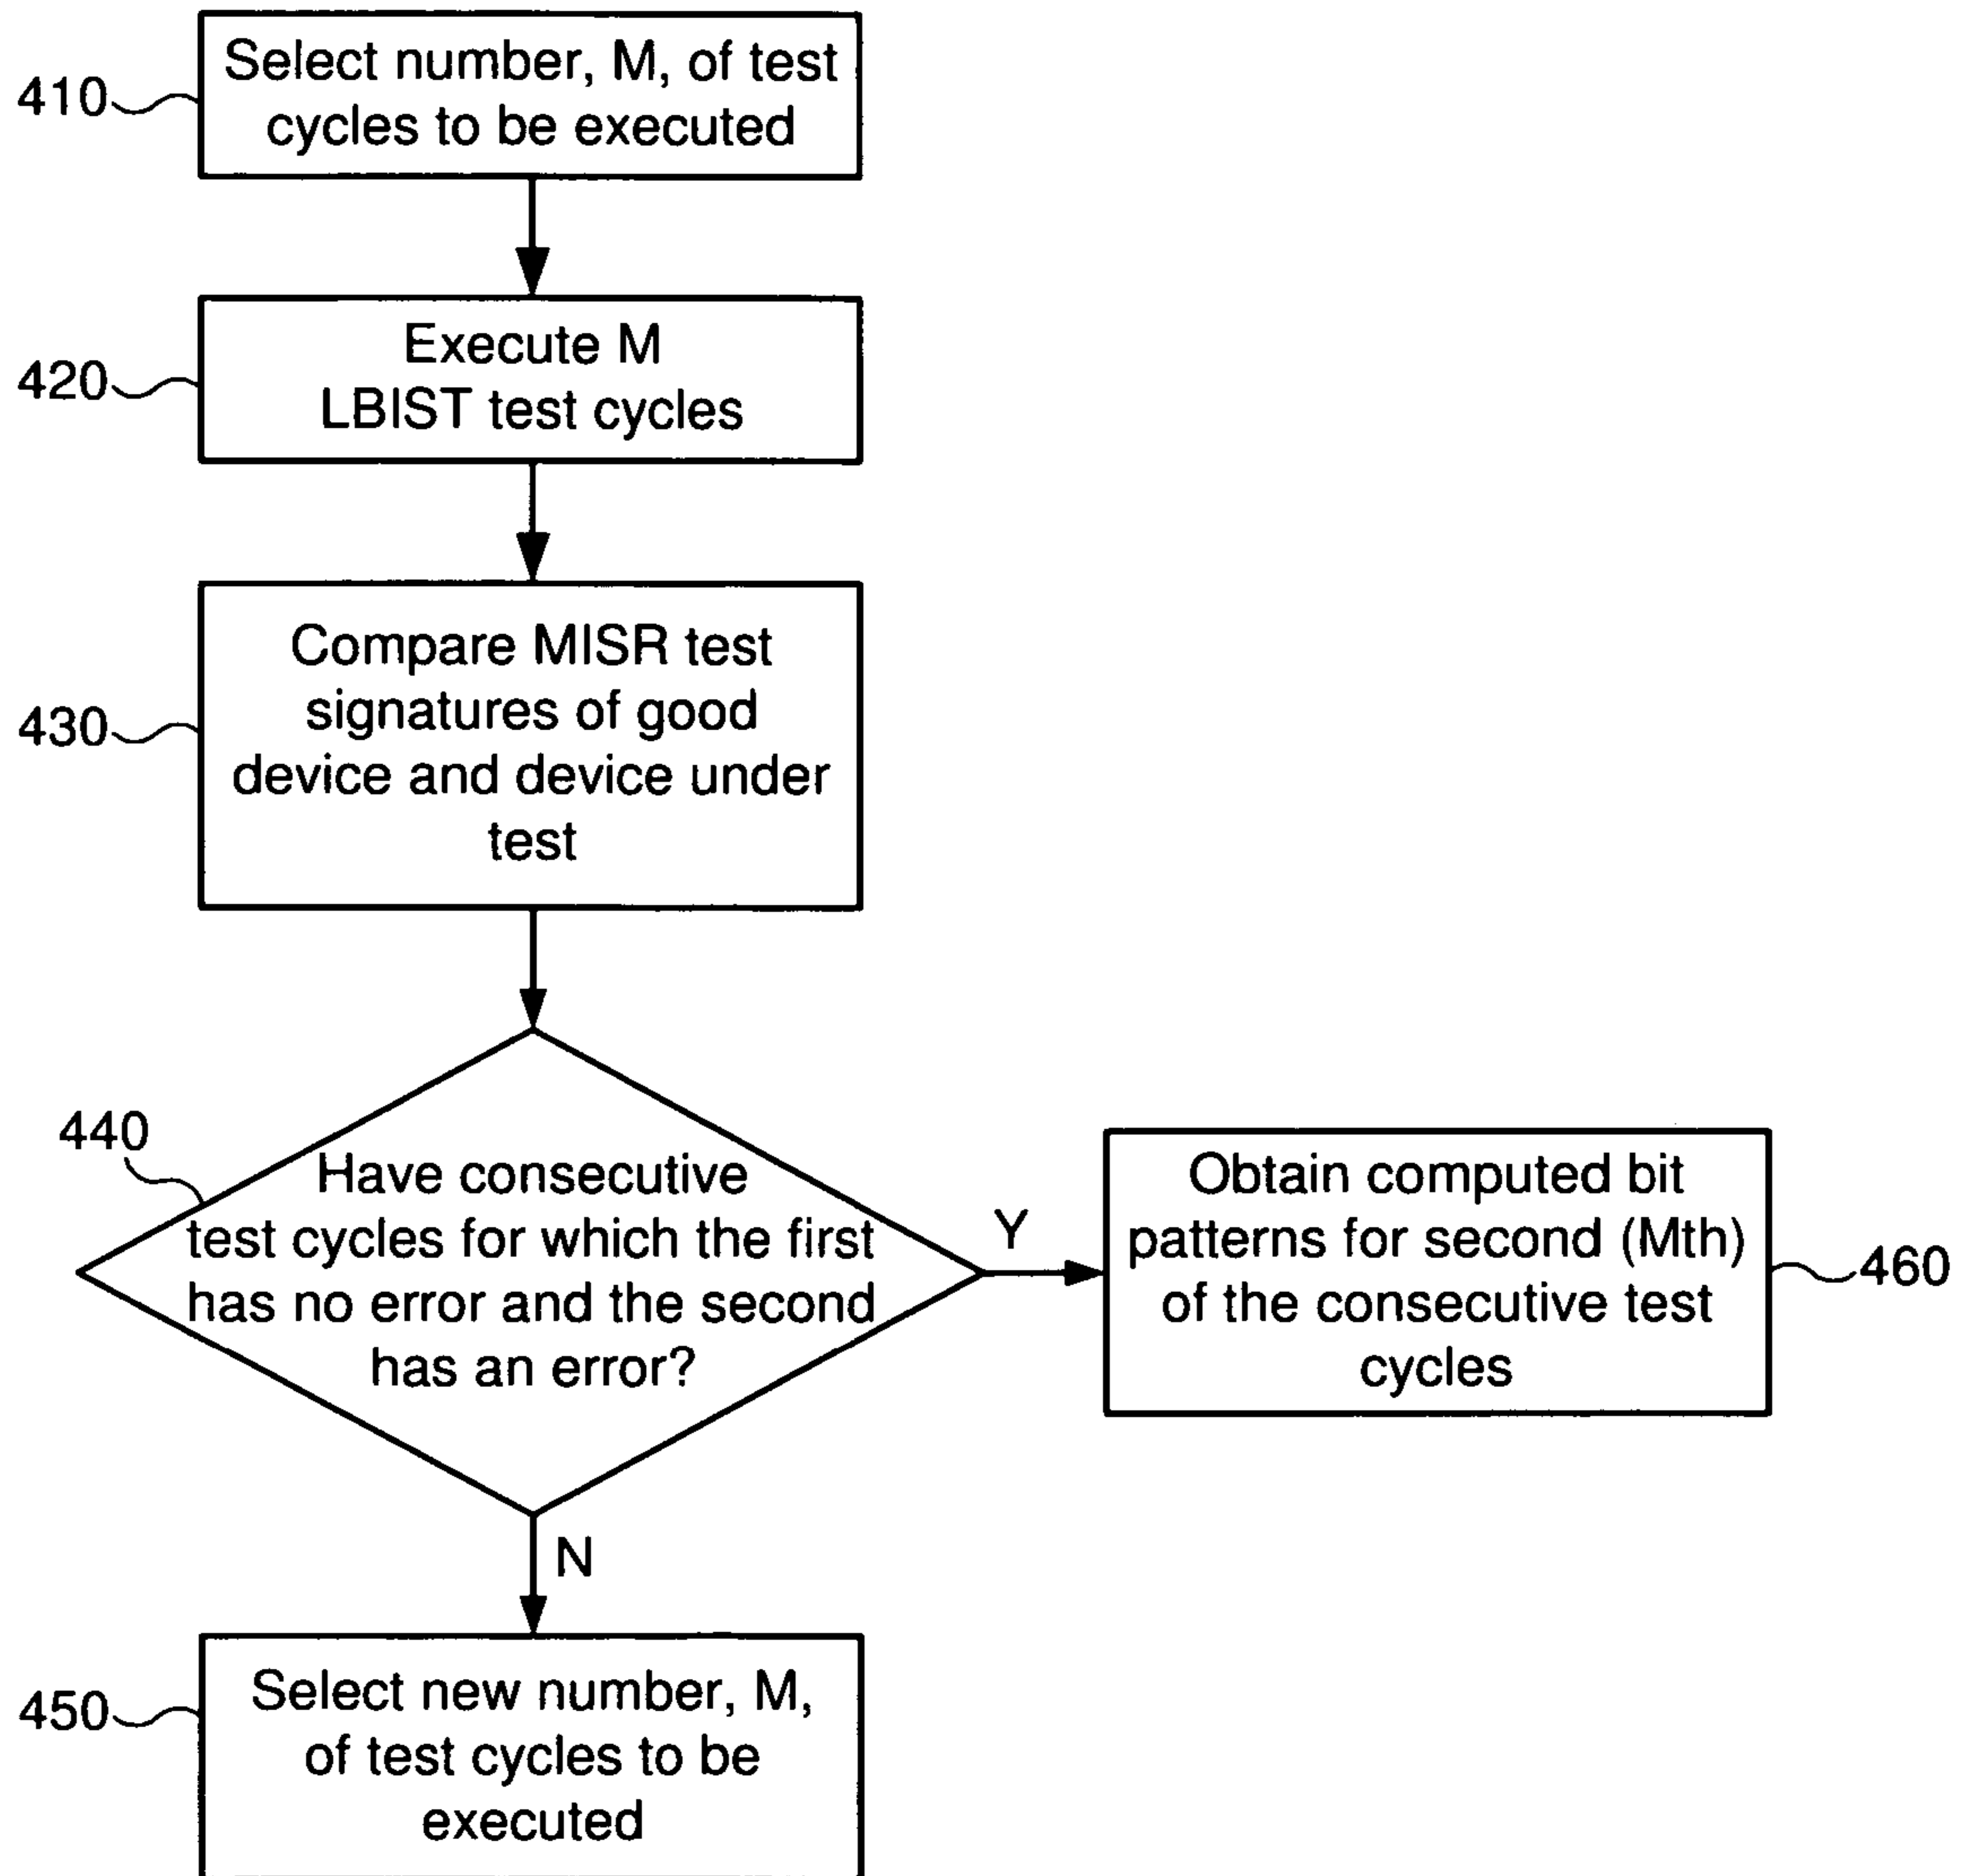 410
Select number, M, of test
cycles to be executed
420
Execute M
LBIST test cycles
430
Compare MISR test
signatures of good
device and device under
test
440
Have consecutive
test cycles for which the first
has no error and the second
has an error?
Y
Obtain computed bit
patterns for second (Mth)
of the consecutive test
cycles
460
N
450
Select new number, M,
of test cycles to be
executed